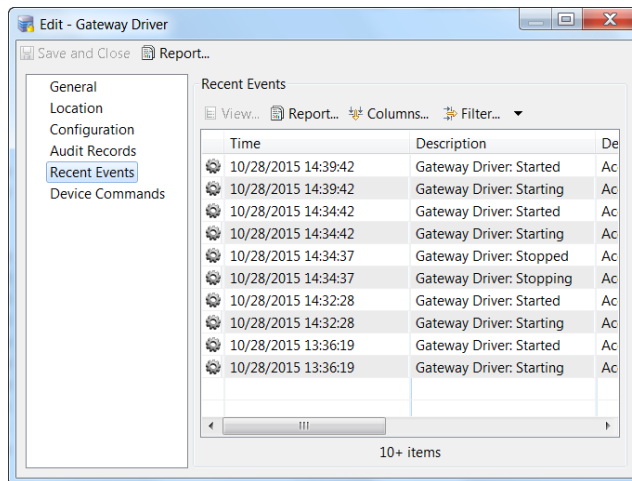 Edit - Gateway Driver
Save and Close Report...
General
Location
Configuration
Audit Records
Recent Events
Device Commands
Recent Events
View... Report... Columns... Filter...
Time Description De
10/28/2015 14:39:42 Gateway Driver: Started Ac
10/28/2015 14:39:42 Gateway Driver: Starting Ac
10/28/2015 14:34:42 Gateway Driver: Started Ac
10/28/2015 14:34:42 Gateway Driver: Starting Ac
10/28/2015 14:34:37 Gateway Driver: Stopped Ac
10/28/2015 14:34:37 Gateway Driver: Stopping Ac
10/28/2015 14:32:28 Gateway Driver: Started Ac
10/28/2015 14:32:28 Gateway Driver: Starting Ac
10/28/2015 13:36:19 Gateway Driver: Started Ac
10/28/2015 13:36:19 Gateway Driver: Starting Ac
10+ items